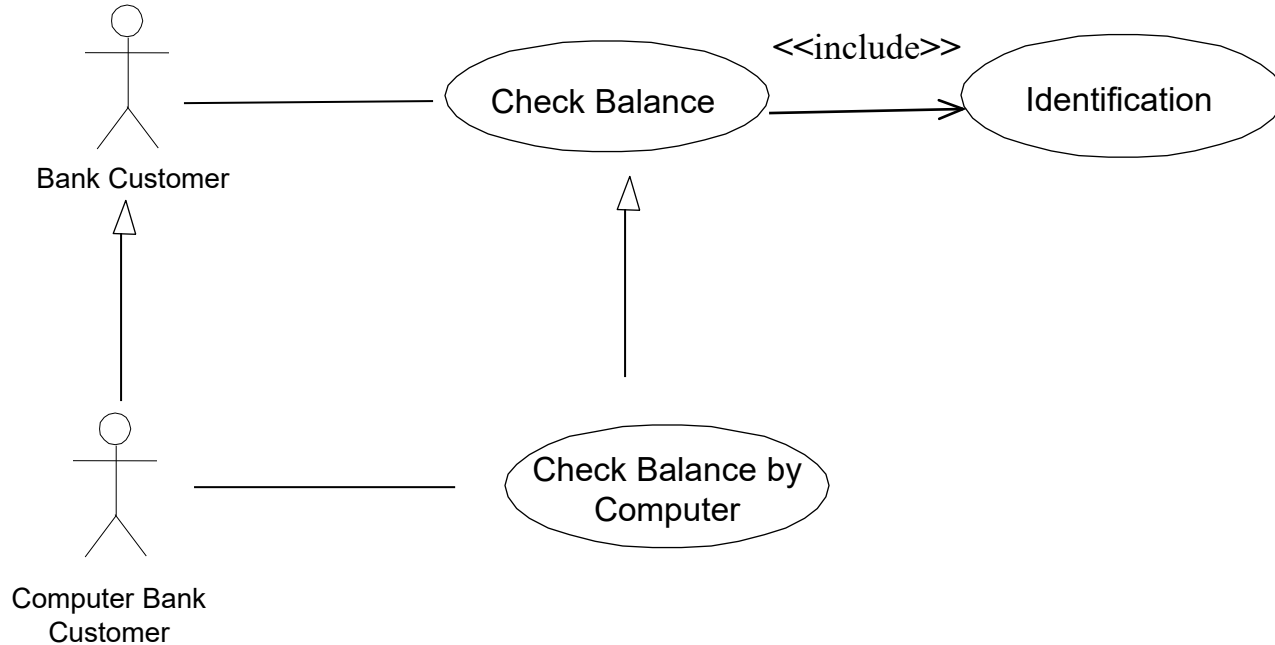 <<include>>
Check Balance
Identification
Bank Customer
Check Balance by
Computer
Computer Bank
Customer